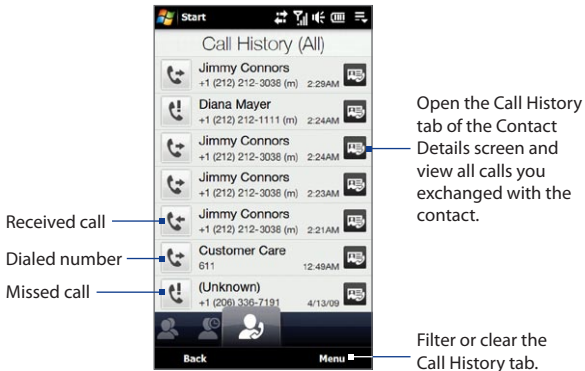 Start
Call History (All)
Jimmy Connors
+1 (212) 212-3038 (m) 2:29AM
Diana Mayer
+1 (212) 212-1111 (m) 2:24AM
Jimmy Connors
+1 (212) 212-3038 (m) 2:24AM
Jimmy Connors
+1 (212) 212-3038 (m) 2:23AM
Jimmy Connors
+1 (212) 212-3038 (m) 2:21AM
Customer Care
611 12:49AM
(Unknown)
+1 (206) 336-7191 4/13/09
Back Menu
Received call
Dialed number
Missed call
Open the Call History
tab of the Contact
Details screen and
view all calls you
exchanged with the
contact.
Filter or clear the
Call History tab.